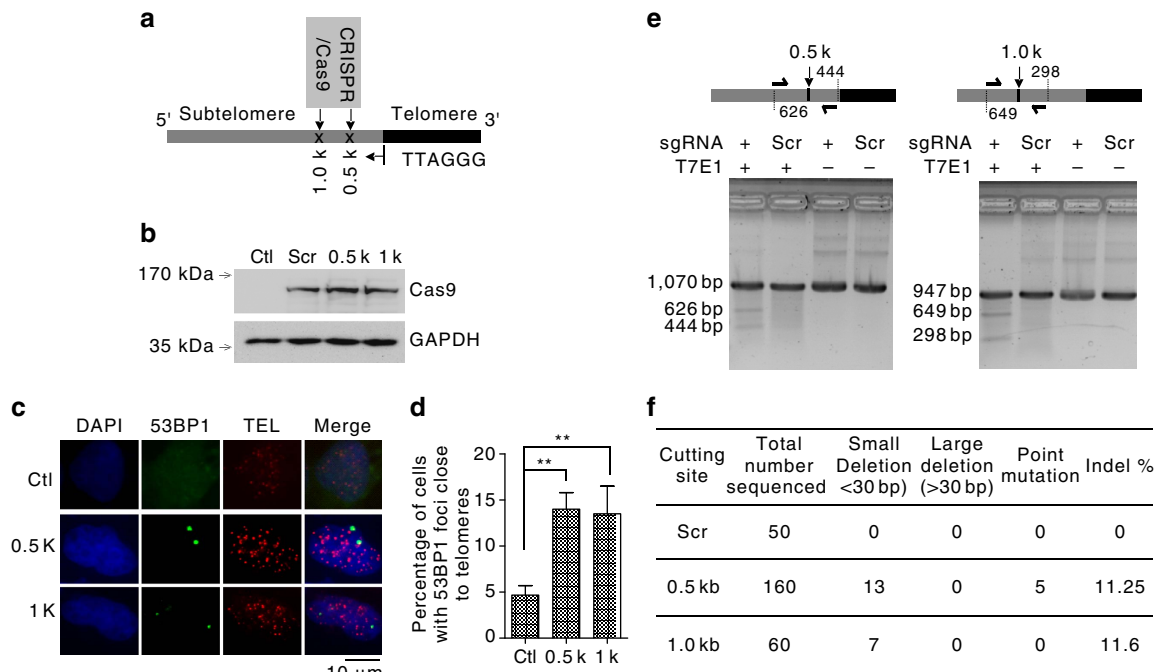 a
CRISPR
/Cas9
Subtelomere
Telomere
5'
3'
x
x
1.0 k
0.5 k
TTAGGG
b
Ctl Scr 0.5 k 1 k
170 kDa
Cas9
35 kDa
GAPDH
c
DAPI 53BP1 TEL Merge
Ctl
0.5 K
1 K
10 μm
d
Percentage of cells
with 53BP1 foci close
to telomeres
20
15
10
5
0
**
**
Ctl 0.5 k 1 k
e
0.5 k
444
626
sgRNA + Scr + Scr
T7E1 + + – –
1,070 bp
626 bp
444 bp
1.0 k
298
649
sgRNA + Scr + Scr
T7E1 + + – –
947 bp
649 bp
298 bp
f
Cutting site Total number sequenced Small Deletion <30 bp) Large deletion (>30 bp) Point mutation Indel %
Scr 50 0 0 0 0
0.5 kb 160 13 0 5 11.25
1.0 kb 60 7 0 0 11.6